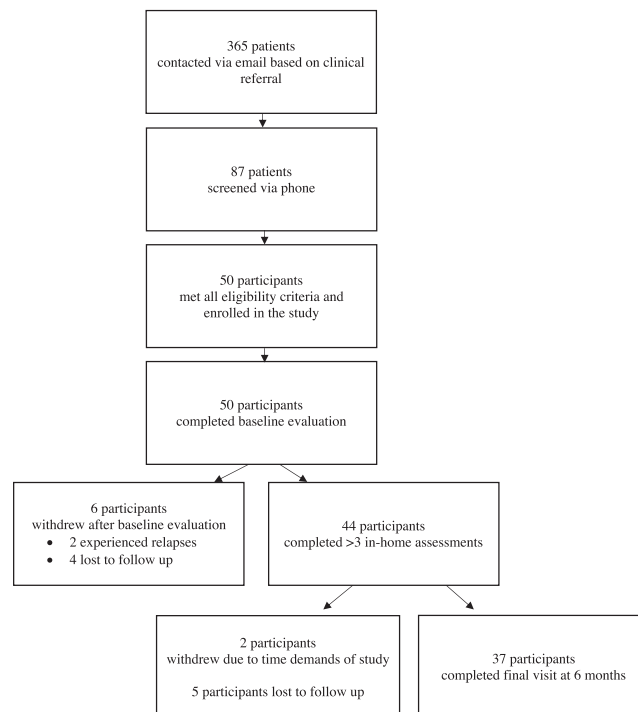 365 patients
contacted via email based on clinical
referral
87 patients
screened via phone
50 participants
met all eligibility criteria and
enrolled in the study
50 participants
completed baseline evaluation
6 participants
withdrew after baseline evaluation
• 2 experienced relapses
• 4 lost to follow up
44 participants
completed >3 in-home assessments
2 participants
withdrew due to time demands of study
5 participants lost to follow up
37 participants
completed final visit at 6 months